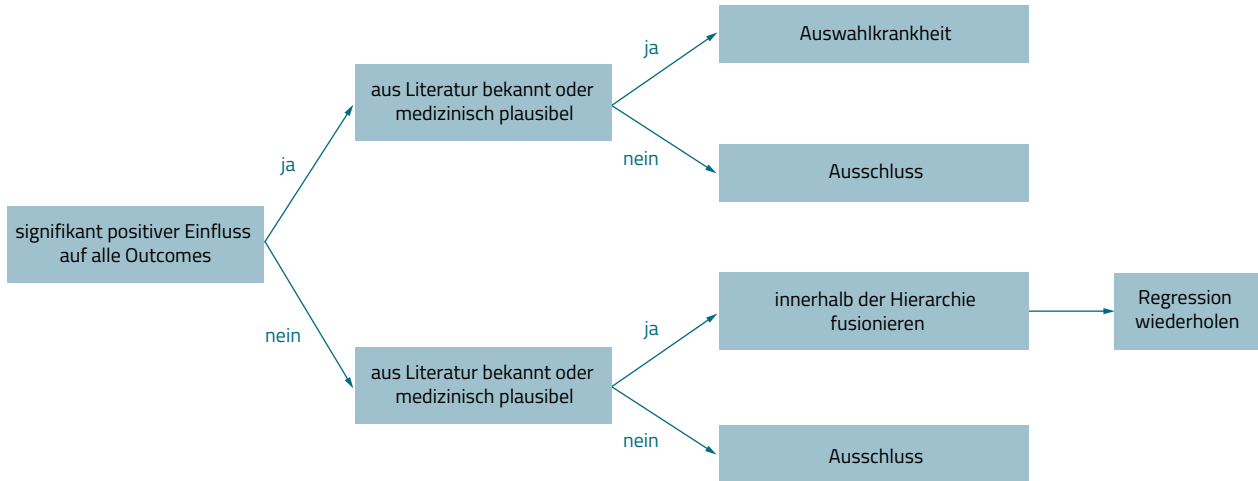 signifikant positiver Einfluss
auf alle Outcomes
ja
nein
aus Literatur bekannt oder
medizinisch plausibel
ja
nein
Auswahlkrankheit
Ausschluss
aus Literatur bekannt oder
medizinisch plausibel
ja
nein
innerhalb der Hierarchie
fusionieren
Regression
wiederholen
Ausschluss